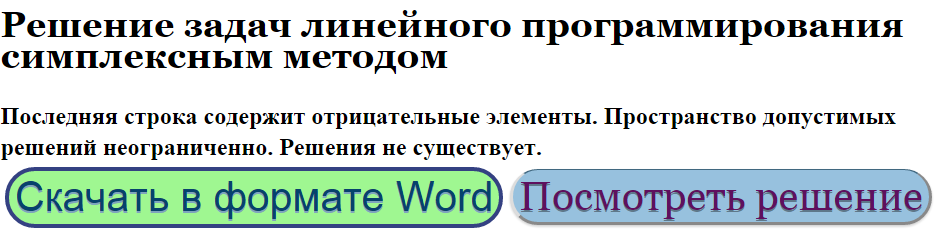 Решение задач линейного программирования
симплексным методом
Последняя строка содержит отрицательные элементы. Пространство допустимых
решений неограниченно. Решения не существует.
Скачать в формате Word Посмотреть решение